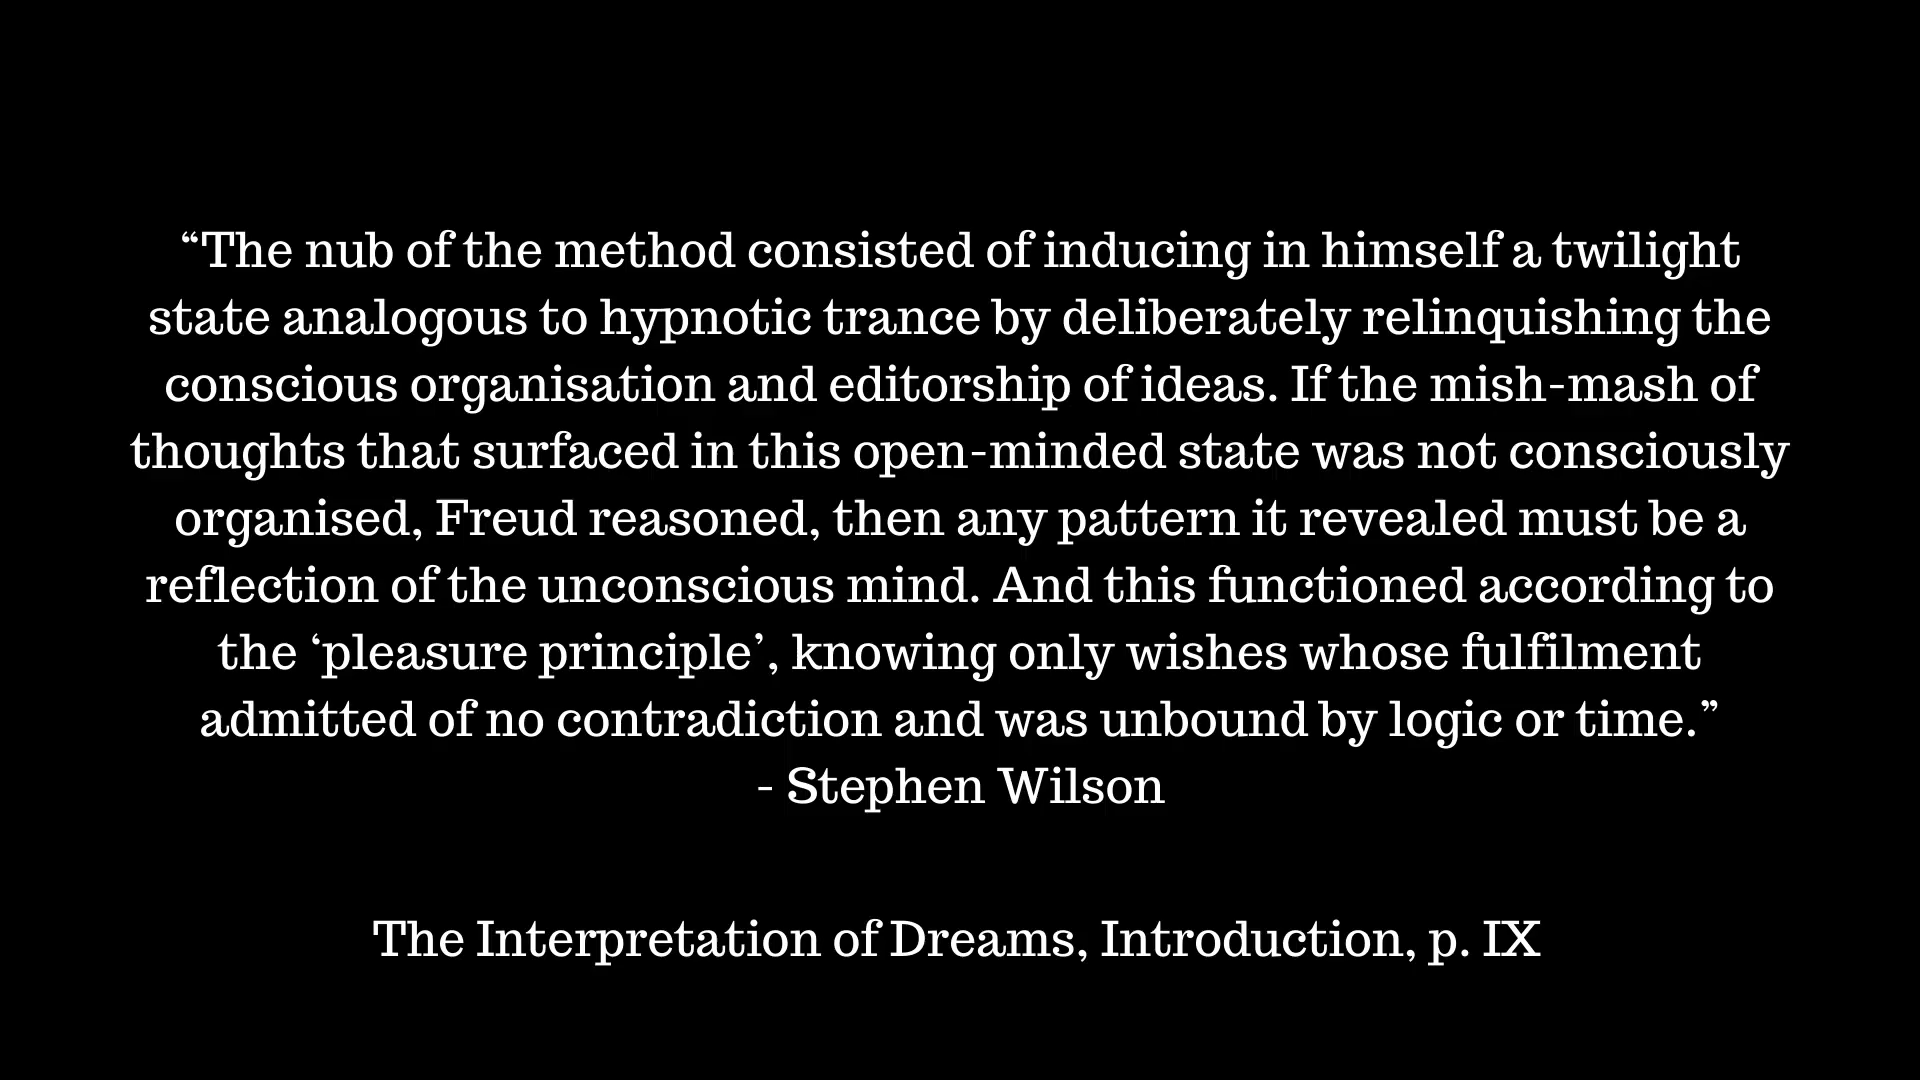 “The nub of the method consisted of inducing in himself a twilight
state analogous to hypnotic trance by deliberately relinquishing the
conscious organisation and editorship of ideas. If the mish-mash of
thoughts that surfaced in this open-minded state was not consciously
organised, Freud reasoned, then any pattern it revealed must be a
reflection of the unconscious mind. And this functioned according to
the ‘pleasure principle’, knowing only wishes whose fulfilment
admitted of no contradiction and was unbound by logic or time.”
- Stephen Wilson
The Interpretation of Dreams, Introduction, p. IX